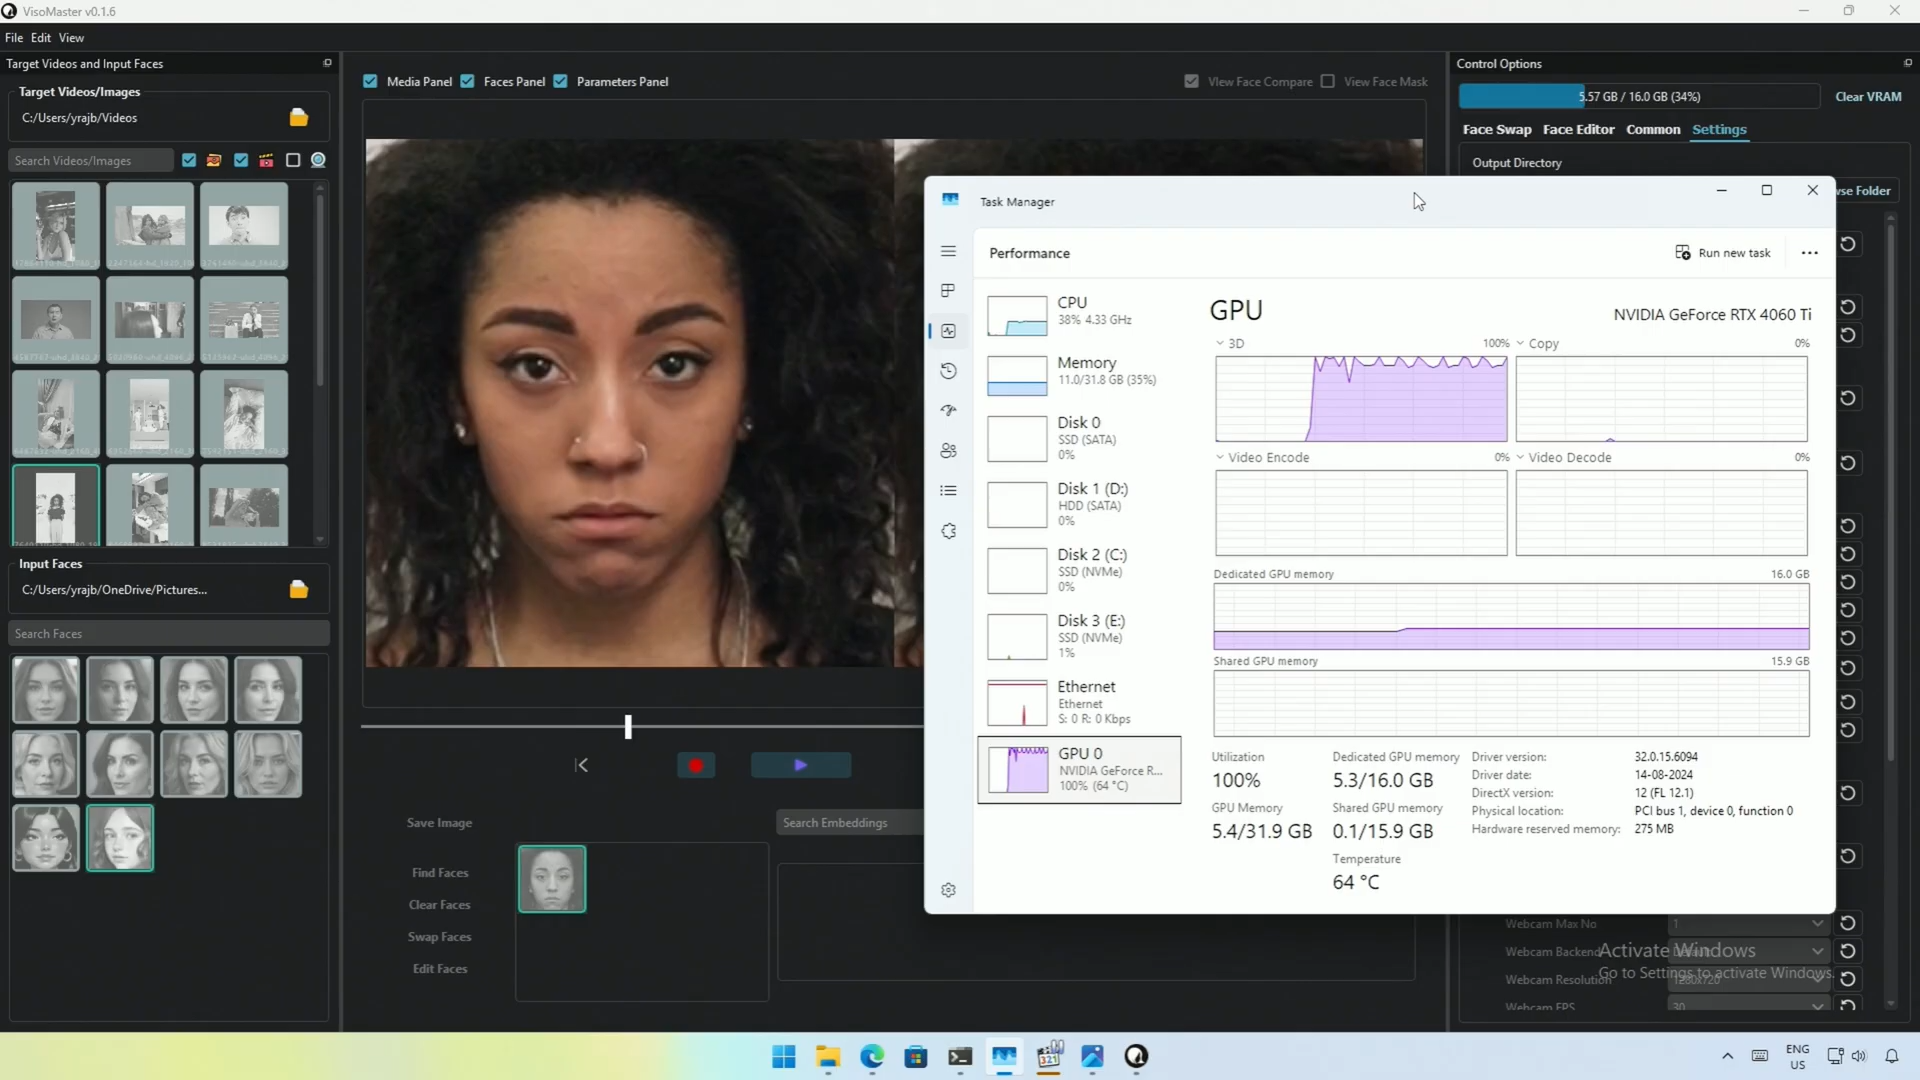 VisoMaster v0.1.6
File Edit View
Target Videos and Input Faces
Target Videos/Images
C:/Users/yrajb/Videos
Search Videos/Images
Input Faces
C:/Users/yrajb/OneDrive/Pictures...
Search Faces
Media Panel Faces Panel Parameters Panel
View Face Compare View Face Mask
Save Image
Find Faces
Clear Faces
Swap Faces
Edit Faces
Search Embeddings
Control Options
5.57 GB / 16.0 GB (34%)
Clear VRAM
Face Swap Face Editor Common Settings
Output Directory
wse Folder
Task Manager
Performance
Run new task
CPU
38% 4.33 GHz
Memory
11.0/31.8 GB (35%)
Disk 0
SSD (SATA)
0%
Disk 1 (D:)
HDD (SATA)
0%
Disk 2 (C:)
SSD (NVMe)
0%
Disk 3 (E:)
SSD (NVMe)
1%
Ethernet
Ethernet
S: 0 R: 0 Kbps
GPU 0
NVIDIA GeForce R...
100% (64 °C)
GPU
NVIDIA GeForce RTX 4060 Ti
3D 100% Copy 0%
Video Encode 0% Video Decode 0%
Dedicated GPU memory 16.0 GB
Shared GPU memory 15.9 GB
Utilization
100%
GPU Memory
5.4/31.9 GB
Dedicated GPU memory
5.3/16.0 GB
Shared GPU memory
0.1/15.9 GB
Temperature
64 °C
Driver version: 32.0.15.6094
Driver date: 14-08-2024
DirectX version: 12 (FL 12.1)
Physical location: PCI bus 1, device 0, function 0
Hardware reserved memory: 275 MB
Webcam Max No 1
Webcam Backend
Webcam Resolution 1280x720
Webcam FPS 30
Activate Windows
Go to Settings to activate Windows.
321
ENG
US